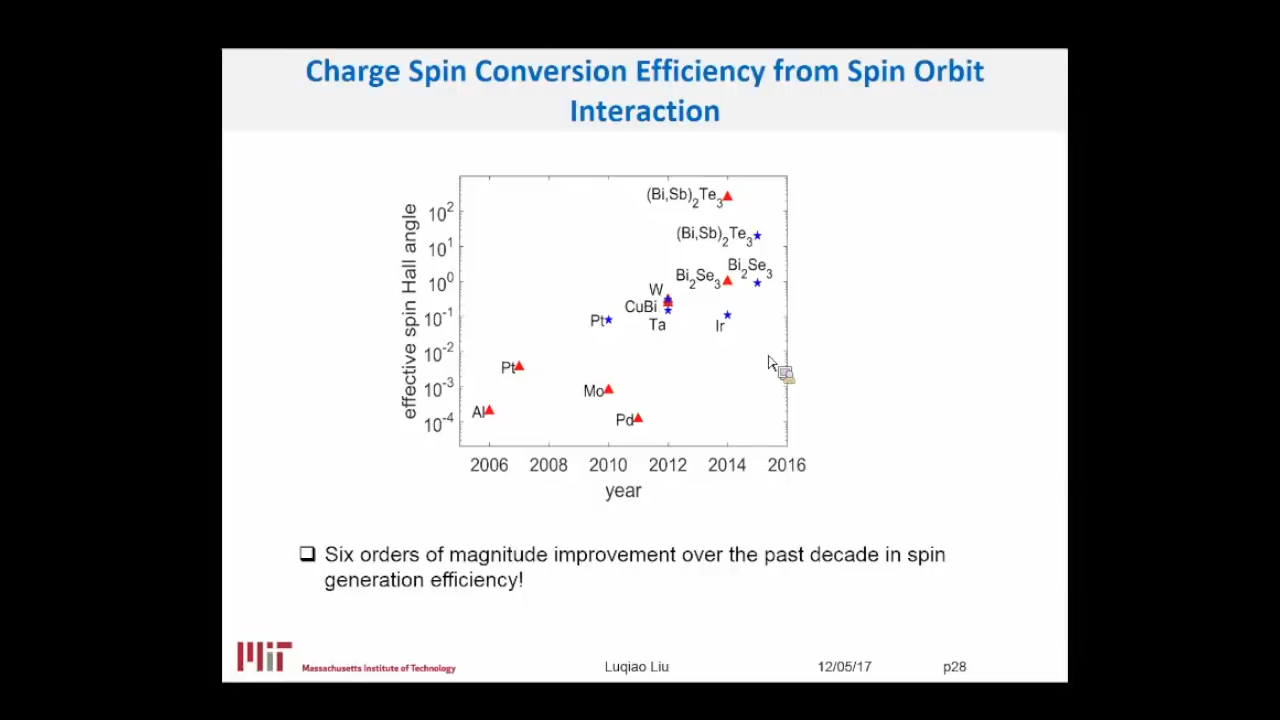 Charge Spin Conversion Efficiency from Spin Orbit
Interaction
effective spin Hall angle
10²
10¹
10⁰
10⁻¹
10⁻²
10⁻³
10⁻⁴
(Bi,Sb)₂Te₃
(Bi,Sb)₂Te₃
Bi₂Se₃
Bi₂Se₃
W
CuBi
Ta
Pt
Ir
Pt
Mo
Al
Pd
2006 2008 2010 2012 2014 2016
year
❑ Six orders of magnitude improvement over the past decade in spin
generation efficiency!
MIT Massachusetts Institute of Technology Luqiao Liu 12/05/17 p28